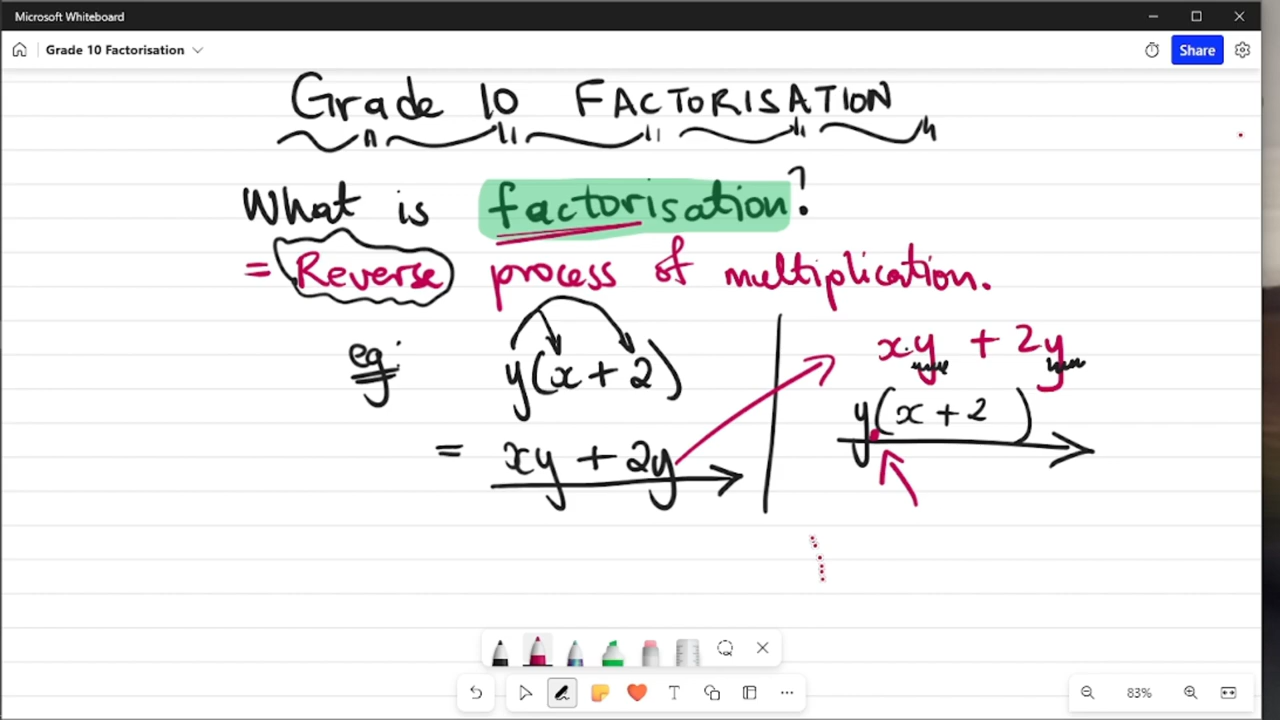 Microsoft Whiteboard
Grade 10 Factorisation
Share
Grade 10 FACTORISATION
What is factorisation?
= Reverse process of multiplication.
eg: y(x + 2)
= xy + 2y
x.y + 2y
y(x + 2 )
83%